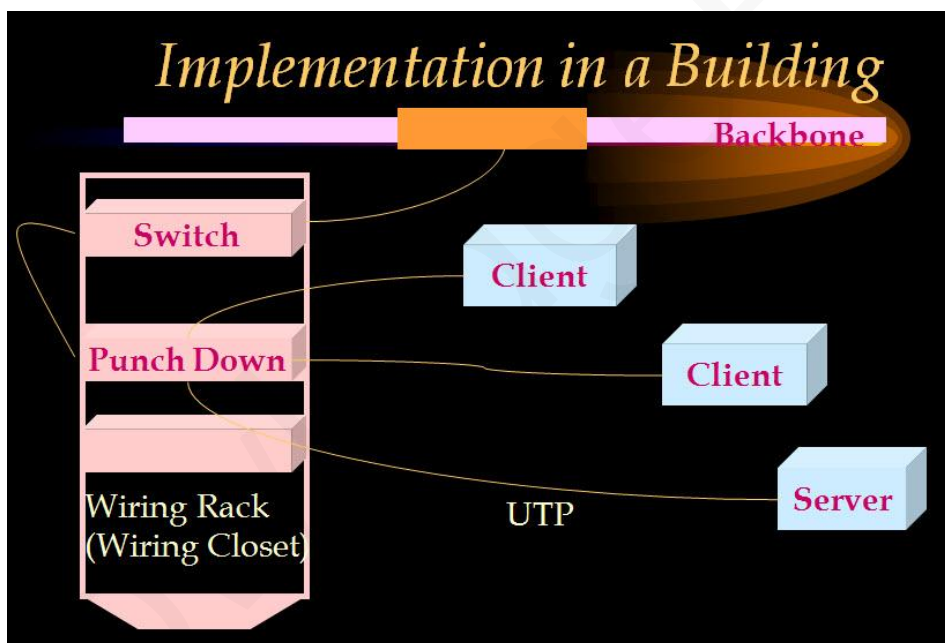 Implementation in a Building
Backbone
Switch
Client
Punch Down
Client
Server
UTP
Wiring Rack
(Wiring Closet)